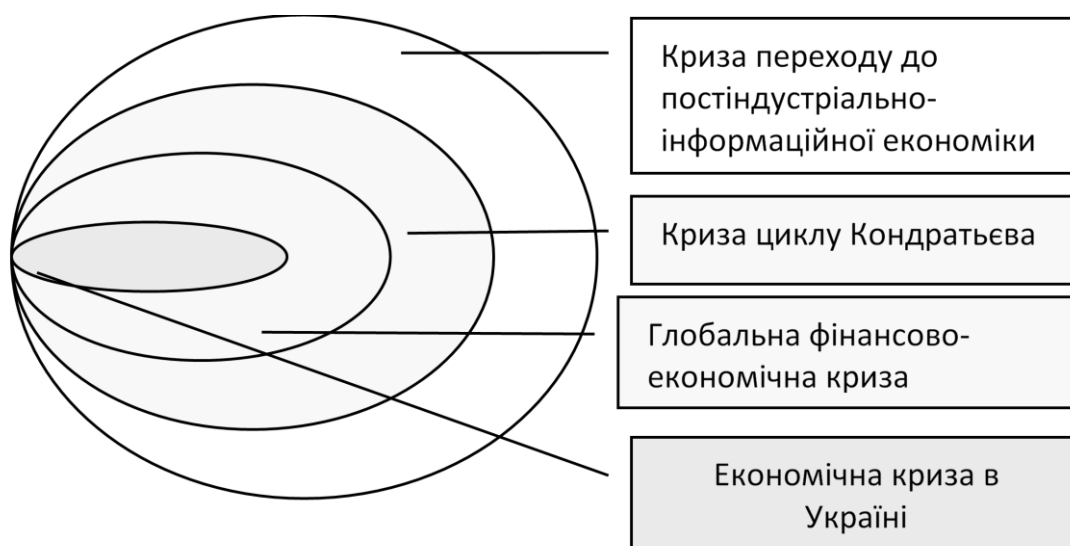 Криза переходу до
постіндустріально-
інформаційної економіки
Криза циклу Кондратьєва
Глобальна фінансово-
економічна криза
Економічна криза в
Україні